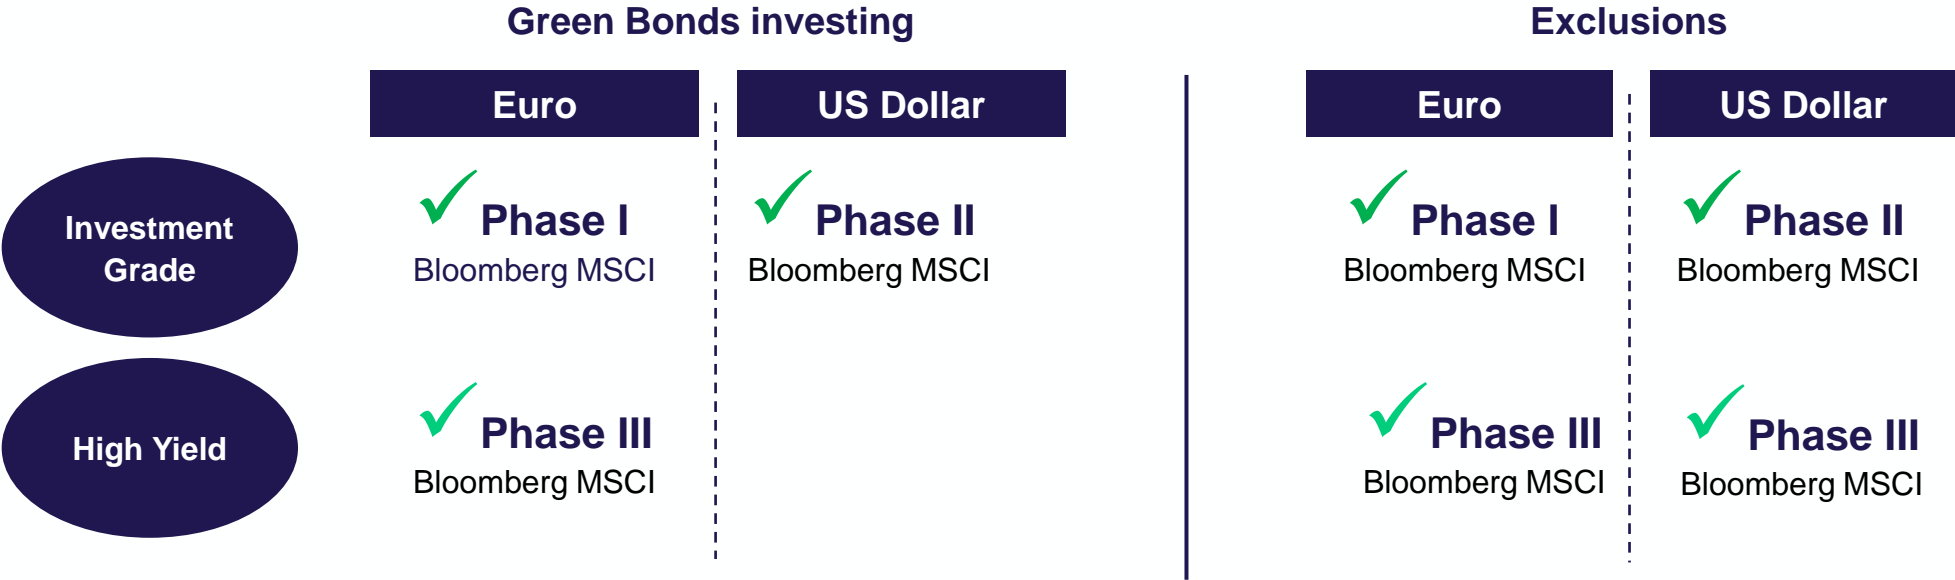 Green Bonds investing
Exclusions
Euro
US Dollar
Euro
US Dollar
Investment
Grade
Phase I
Bloomberg MSCI
Phase II
Bloomberg MSCI
Phase I
Bloomberg MSCI
Phase II
Bloomberg MSCI
High Yield
Phase III
Bloomberg MSCI
Phase III
Bloomberg MSCI
Phase III
Bloomberg MSCI